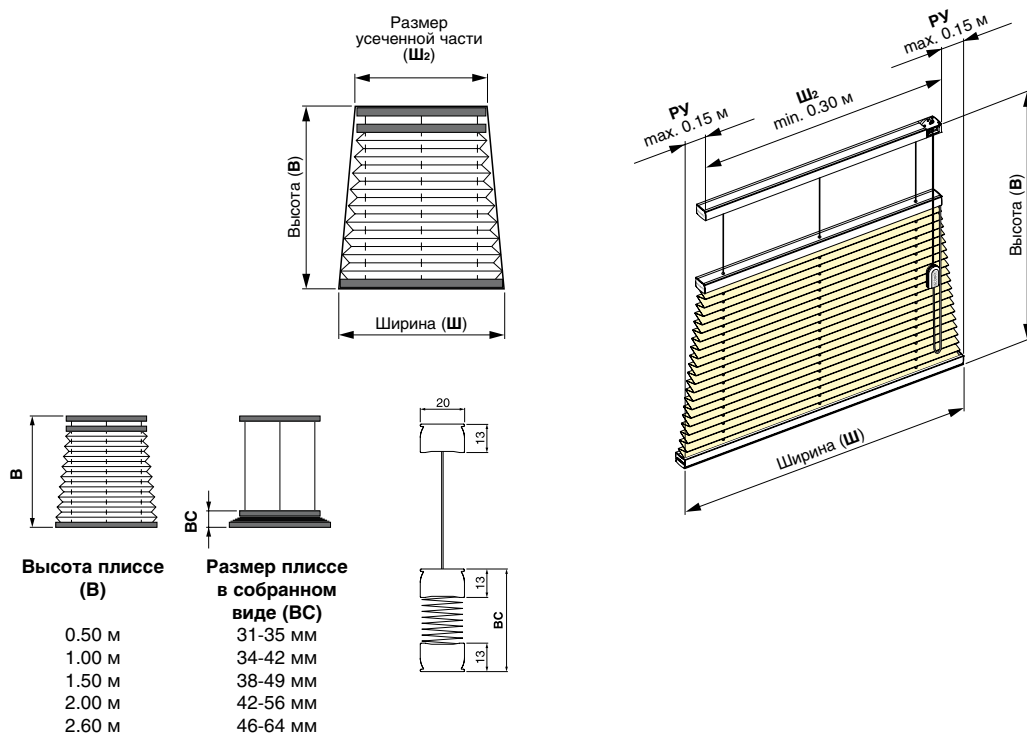 Размер
усеченной части
(Ш₂)
Высота (В)
Ширина (Ш)
РУ
max. 0.15 м
Ш₂
min. 0.30 м
РУ
max. 0.15 м
Высота (В)
Ширина (Ш)
В
ВС
20
13
13
13
ВС
Высота плиссе
(В)
0.50 м
1.00 м
1.50 м
2.00 м
2.60 м
Размер плиссе
в собранном
виде (ВС)
31-35 мм
34-42 мм
38-49 мм
42-56 мм
46-64 мм